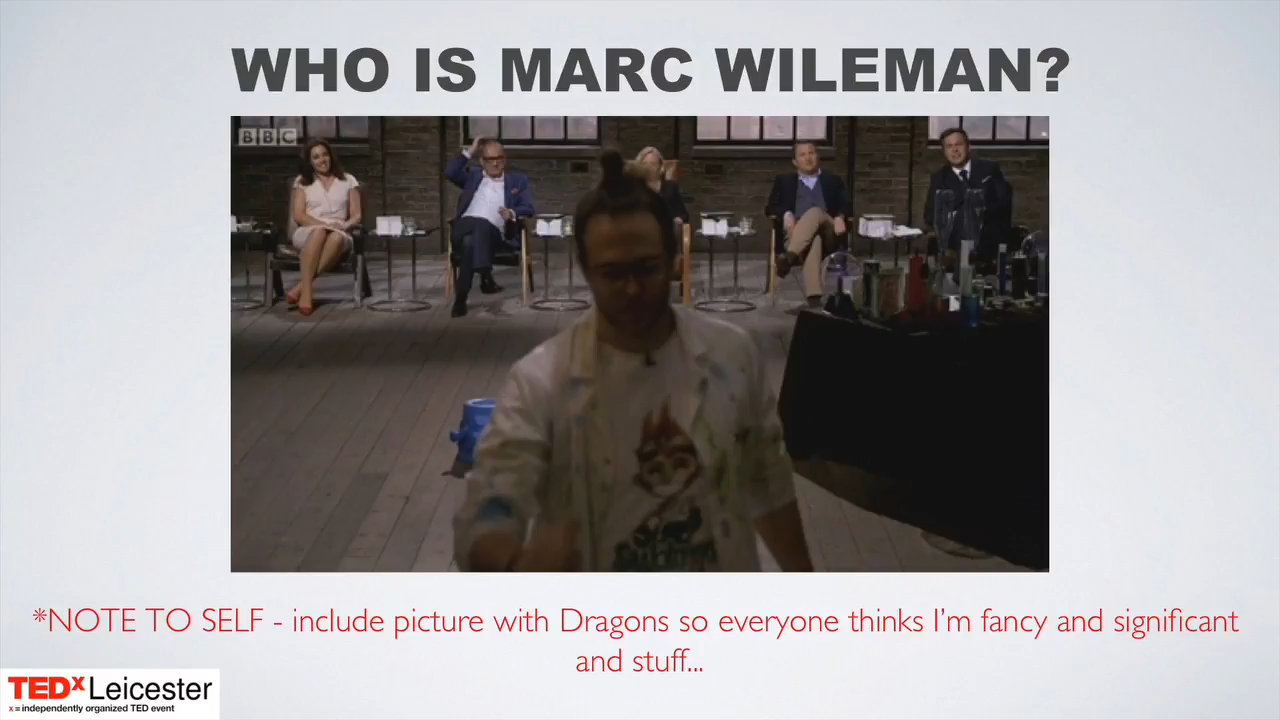 WHO IS MARC WILEMAN?
BBC
*NOTE TO SELF - include picture with Dragons so everyone thinks I'm fancy and significant
and stuff...
TEDx Leicester
x = independently organized TED event